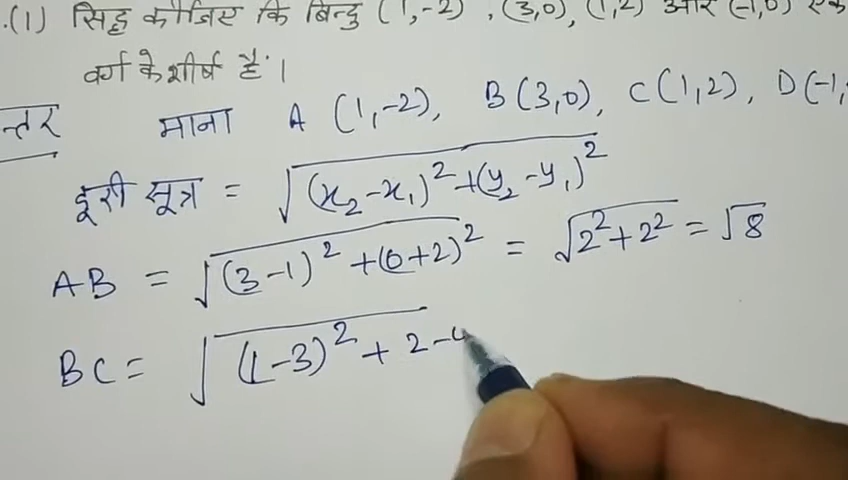 .(1) सिद्ध कीजिए कि बिन्दु (1,-2) , (3,0), (1,2) और (-1,0) एक
वर्ग के शीर्ष हैं।
न्तर माना A (1,-2), B(3,0), C(1,2), D(-1,
दूरी सूत्र = √(x₂-x₁)²+(y₂-y₁)²
AB = √(3-1)²+(0+2)² = √2²+2² = √8
BC = √(1-3)²+ 2-